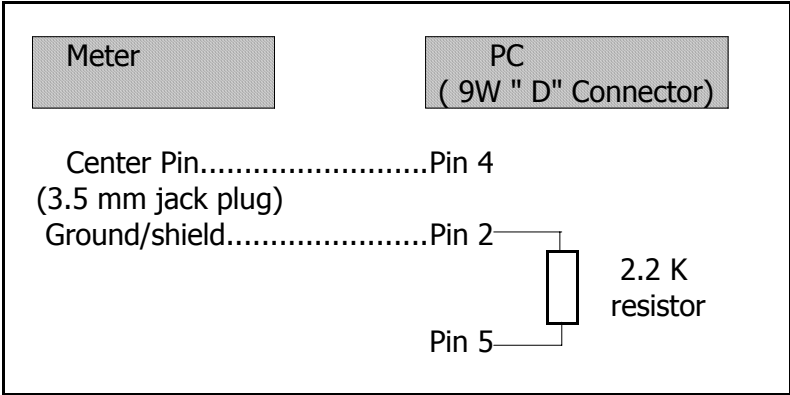 Meter
PC
( 9W " D" Connector)
Center Pin..........................Pin 4
(3.5 mm jack plug)
Ground/shield.......................Pin 2
2.2 K
resistor
Pin 5